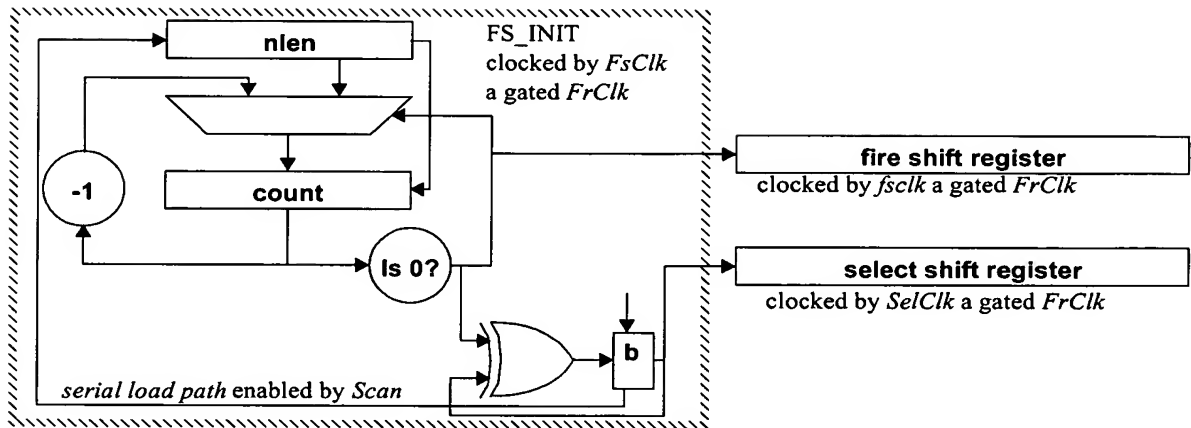 nlen
FS_INIT
clocked by FsClk
a gated FrClk
fire shift register
clocked by fsclk a gated FrClk
-1
count
Is 0?
select shift register
clocked by SelClk a gated FrClk
b
serial load path enabled by Scan